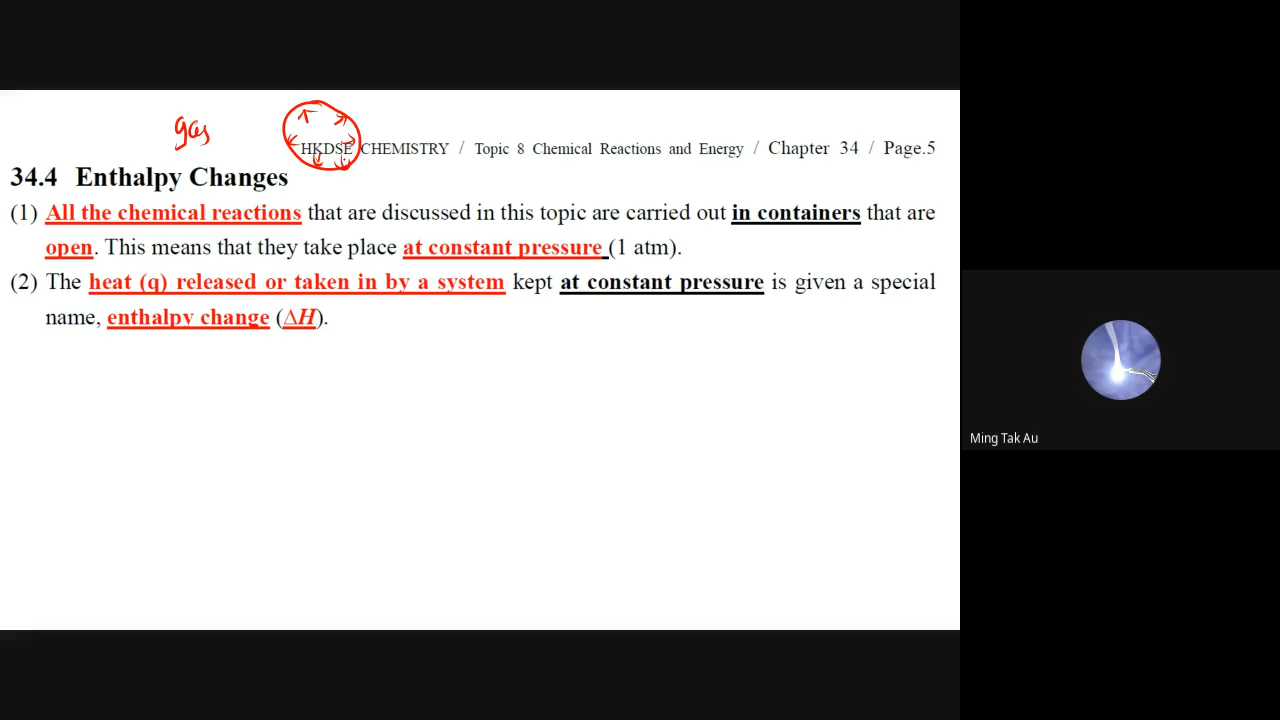 gas
HKDSE CHEMISTRY / Topic 8 Chemical Reactions and Energy / Chapter 34 / Page.5
34.4 Enthalpy Changes
(1) All the chemical reactions that are discussed in this topic are carried out in containers that are
open. This means that they take place at constant pressure (1 atm).
(2) The heat (q) released or taken in by a system kept at constant pressure is given a special
name, enthalpy change (ΔH).
Ming Tak Au